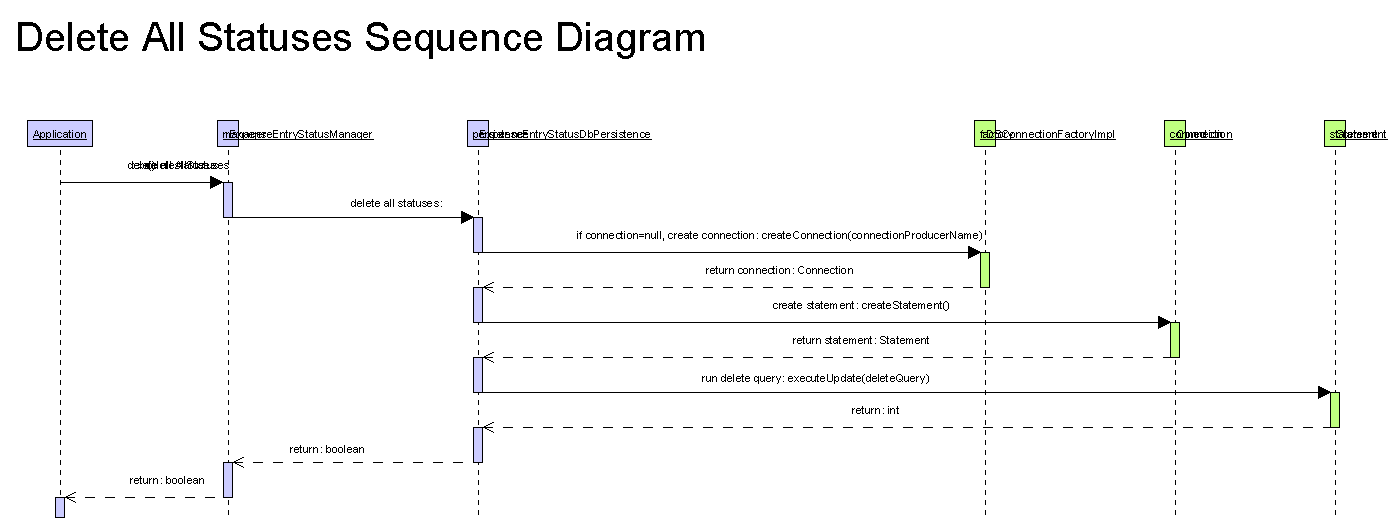 Delete All Statuses Sequence Diagram
Application
ExpenseEntryStatusManager
ExpenseEntryStatusDbPersistence
DBConnectionFactoryImpl
Connection
Statement
delete all statuses:
if connection=null, create connection: createConnection(connectionProducerName)
return connection: Connection
create statement: createStatement()
return statement: Statement
run delete query: executeUpdate(deleteQuery)
return: int
return: boolean
return: boolean